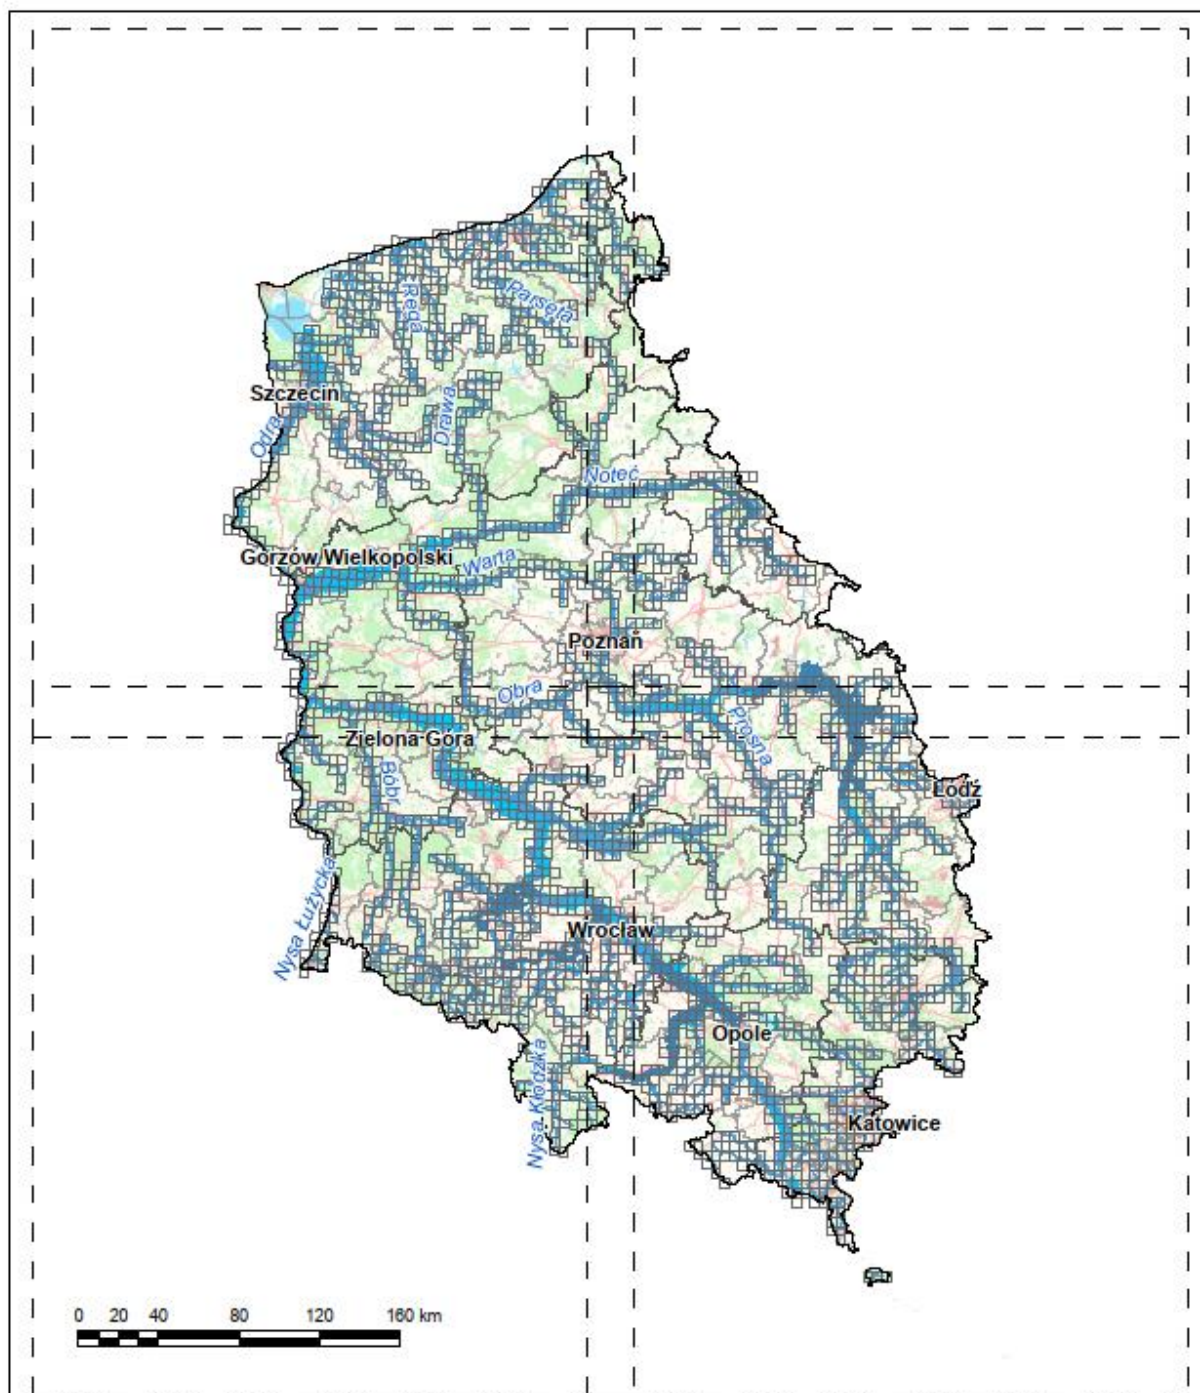 Parsęta
Rega
Szczecin
Drawa
Odra
Noteć
Gorzów Wielkopolski
Warta
Poznań
Obra
Prosna
Zielona Góra
Bóbr
Łódź
Nysa Łużycka
Wrocław
Opole
Nysa Kłodzka
Katowice
0 20 40 80 120 160 km